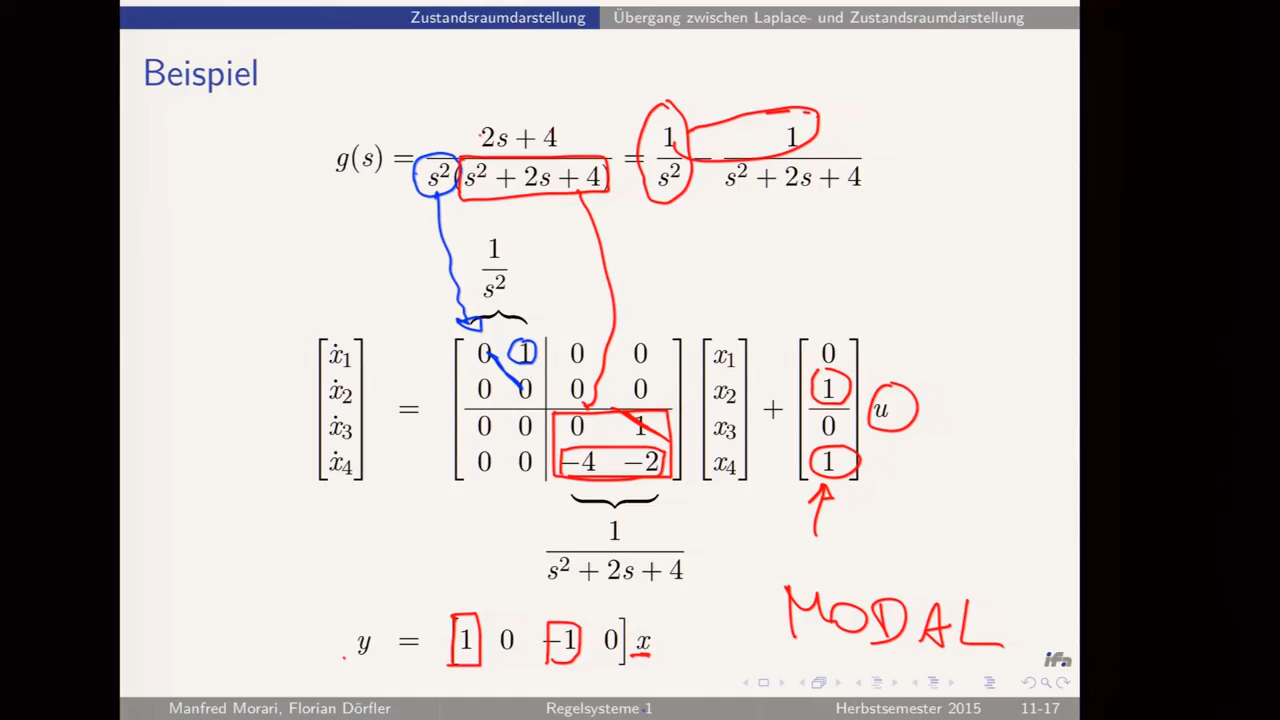 Zustandsraumdarstellung Übergang zwischen Laplace- und Zustandsraumdarstellung
Beispiel
g(s) = (2s + 4) / (s²(s² + 2s + 4)) = 1/s² − 1/(s² + 2s + 4)
1/s²
ẋ₁ 0 1 0 0 x₁ 0
ẋ₂ 0 0 0 0 x₂ 1
= + u
ẋ₃ 0 0 0 1 x₃ 0
ẋ₄ 0 0 −4 −2 x₄ 1
1/(s² + 2s + 4)
MODAL
y = [1 0 −1 0] x
ifa
Manfred Morari, Florian Dörfler Regelsysteme 1 Herbstsemester 2015 11-17